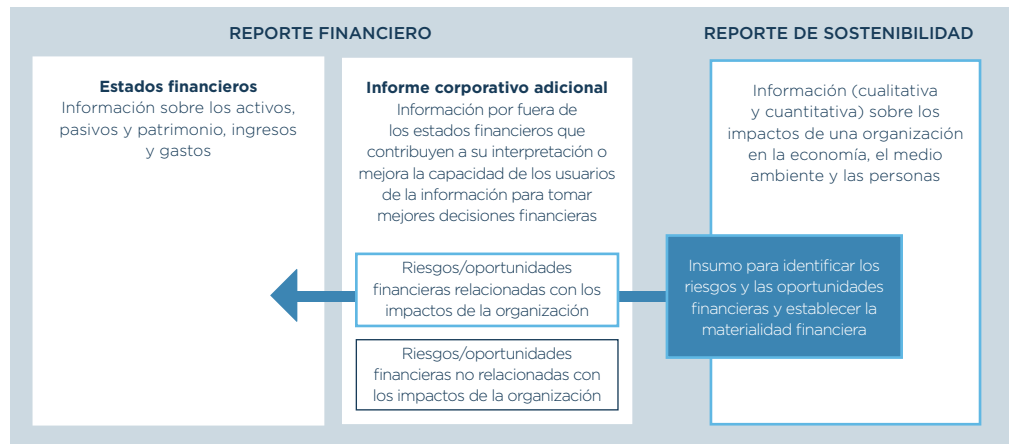 REPORTE FINANCIERO
REPORTE DE SOSTENIBILIDAD
Estados financieros
Información sobre los activos,
pasivos y patrimonio, ingresos
y gastos
Informe corporativo adicional
Información por fuera de
los estados financieros que
contribuyen a su interpretación o
mejora la capacidad de los usuarios
de la información para tomar
mejores decisiones financieras
Riesgos/oportunidades
financieras relacionadas con los
impactos de la organización
Riesgos/oportunidades
financieras no relacionadas con
los impactos de la organización
Información (cualitativa
y cuantitativa) sobre los
impactos de una organización
en la economía, el medio
ambiente y las personas
Insumo para identificar los
riesgos y las oportunidades
financieras y establecer la
materialidad financiera